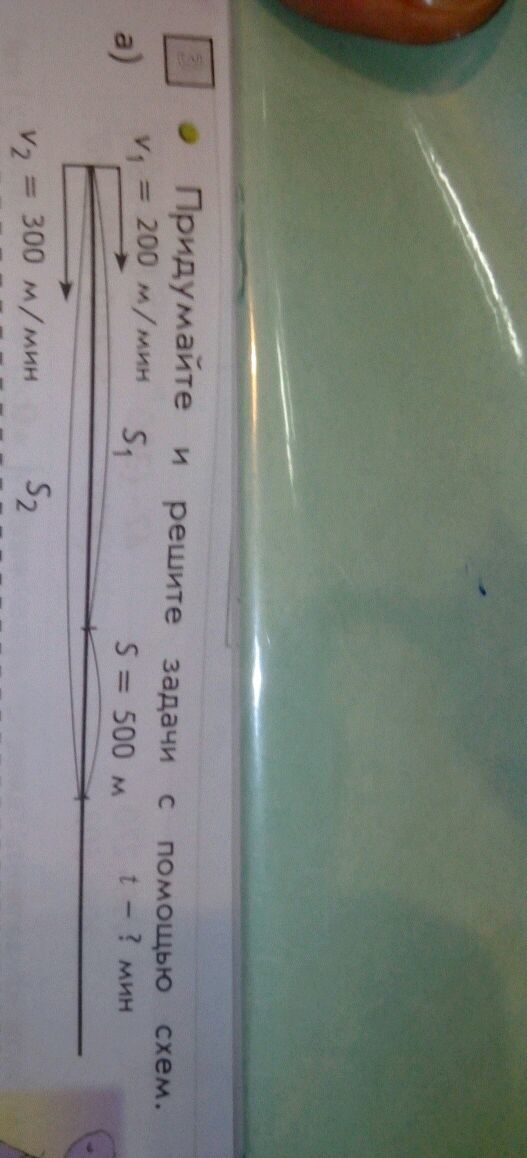 Придумайте и решите задачи с помощью схем.
а) v₁ = 200 м/мин S₁ S = 500 м t – ? мин
v₂ = 300 м/мин S₂